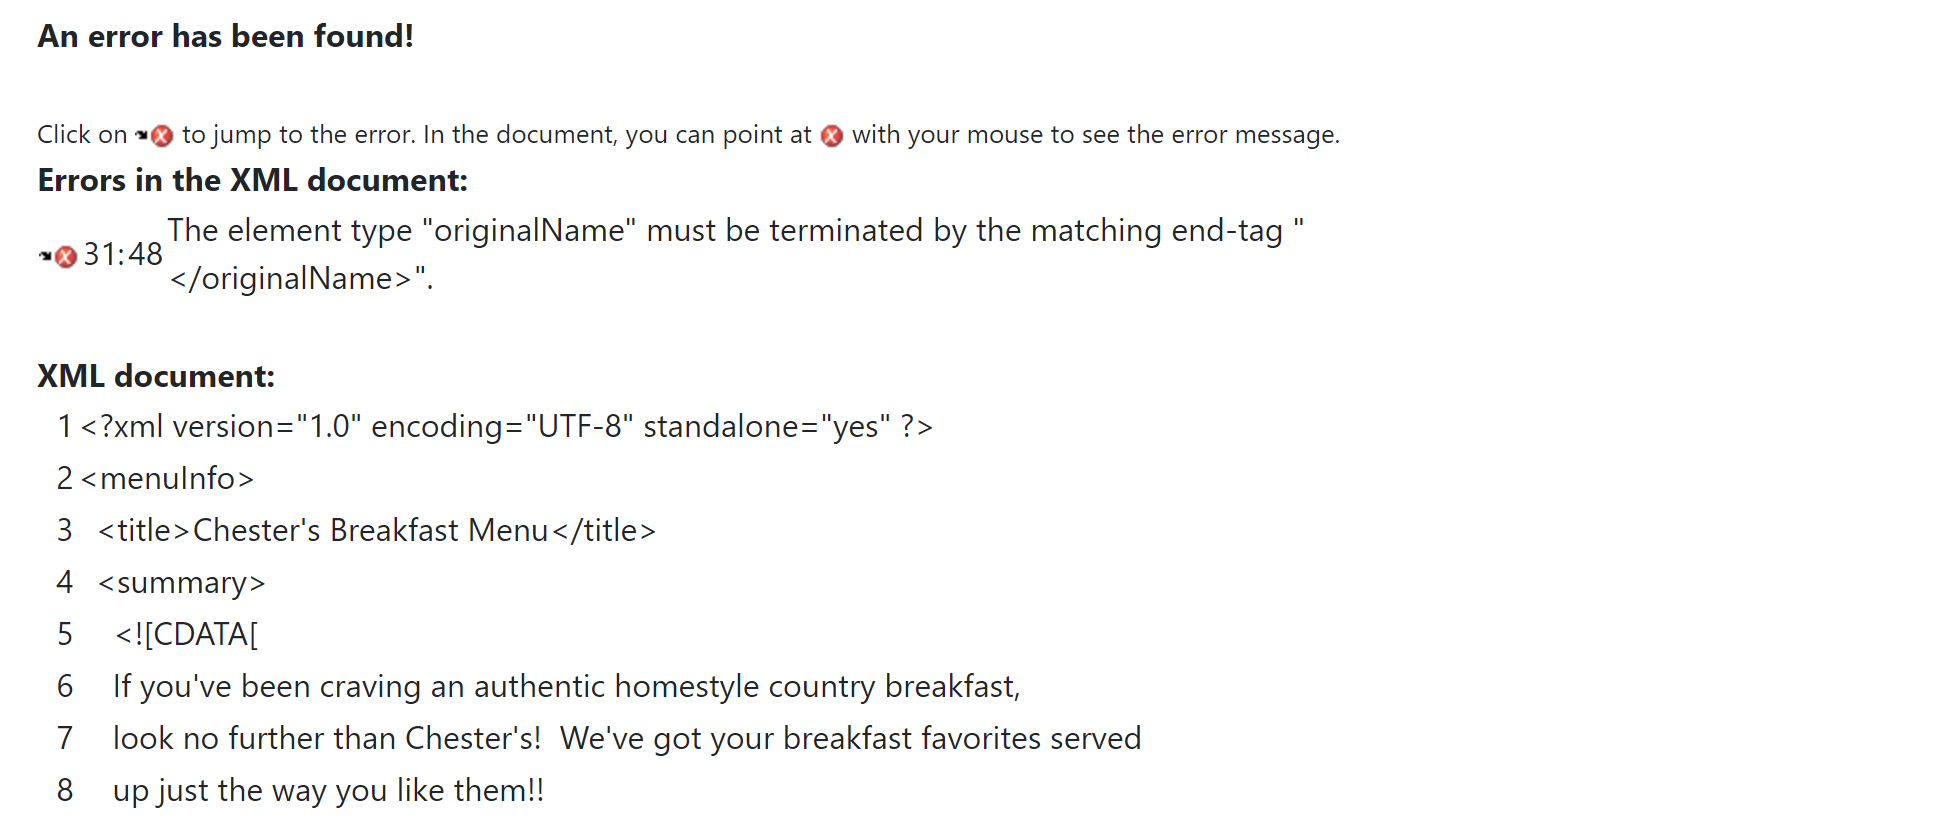 An error has been found!
Click on to jump to the error. In the document, you can point at with your mouse to see the error message.
Errors in the XML document:
31:48 The element type "originalName" must be terminated by the matching end-tag "
</originalName>".
XML document:
1 <?xml version="1.0" encoding="UTF-8" standalone="yes" ?>
2 <menuInfo>
3 <title>Chester's Breakfast Menu</title>
4 <summary>
5 <![CDATA[
6 If you've been craving an authentic homestyle country breakfast,
7 look no further than Chester's!  We've got your breakfast favorites served
8 up just the way you like them!!